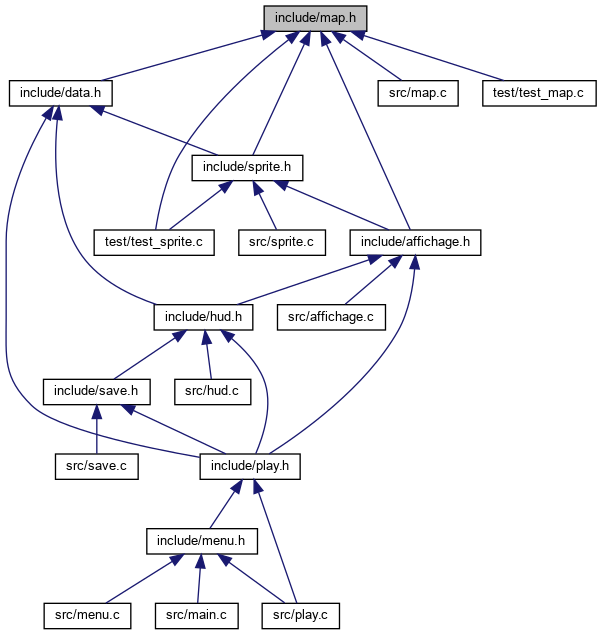 include/map.h
include/data.h
src/map.c
test/test_map.c
include/sprite.h
test/test_sprite.c
src/sprite.c
include/affichage.h
include/hud.h
src/affichage.c
include/save.h
src/hud.c
src/save.c
include/play.h
include/menu.h
src/menu.c
src/main.c
src/play.c